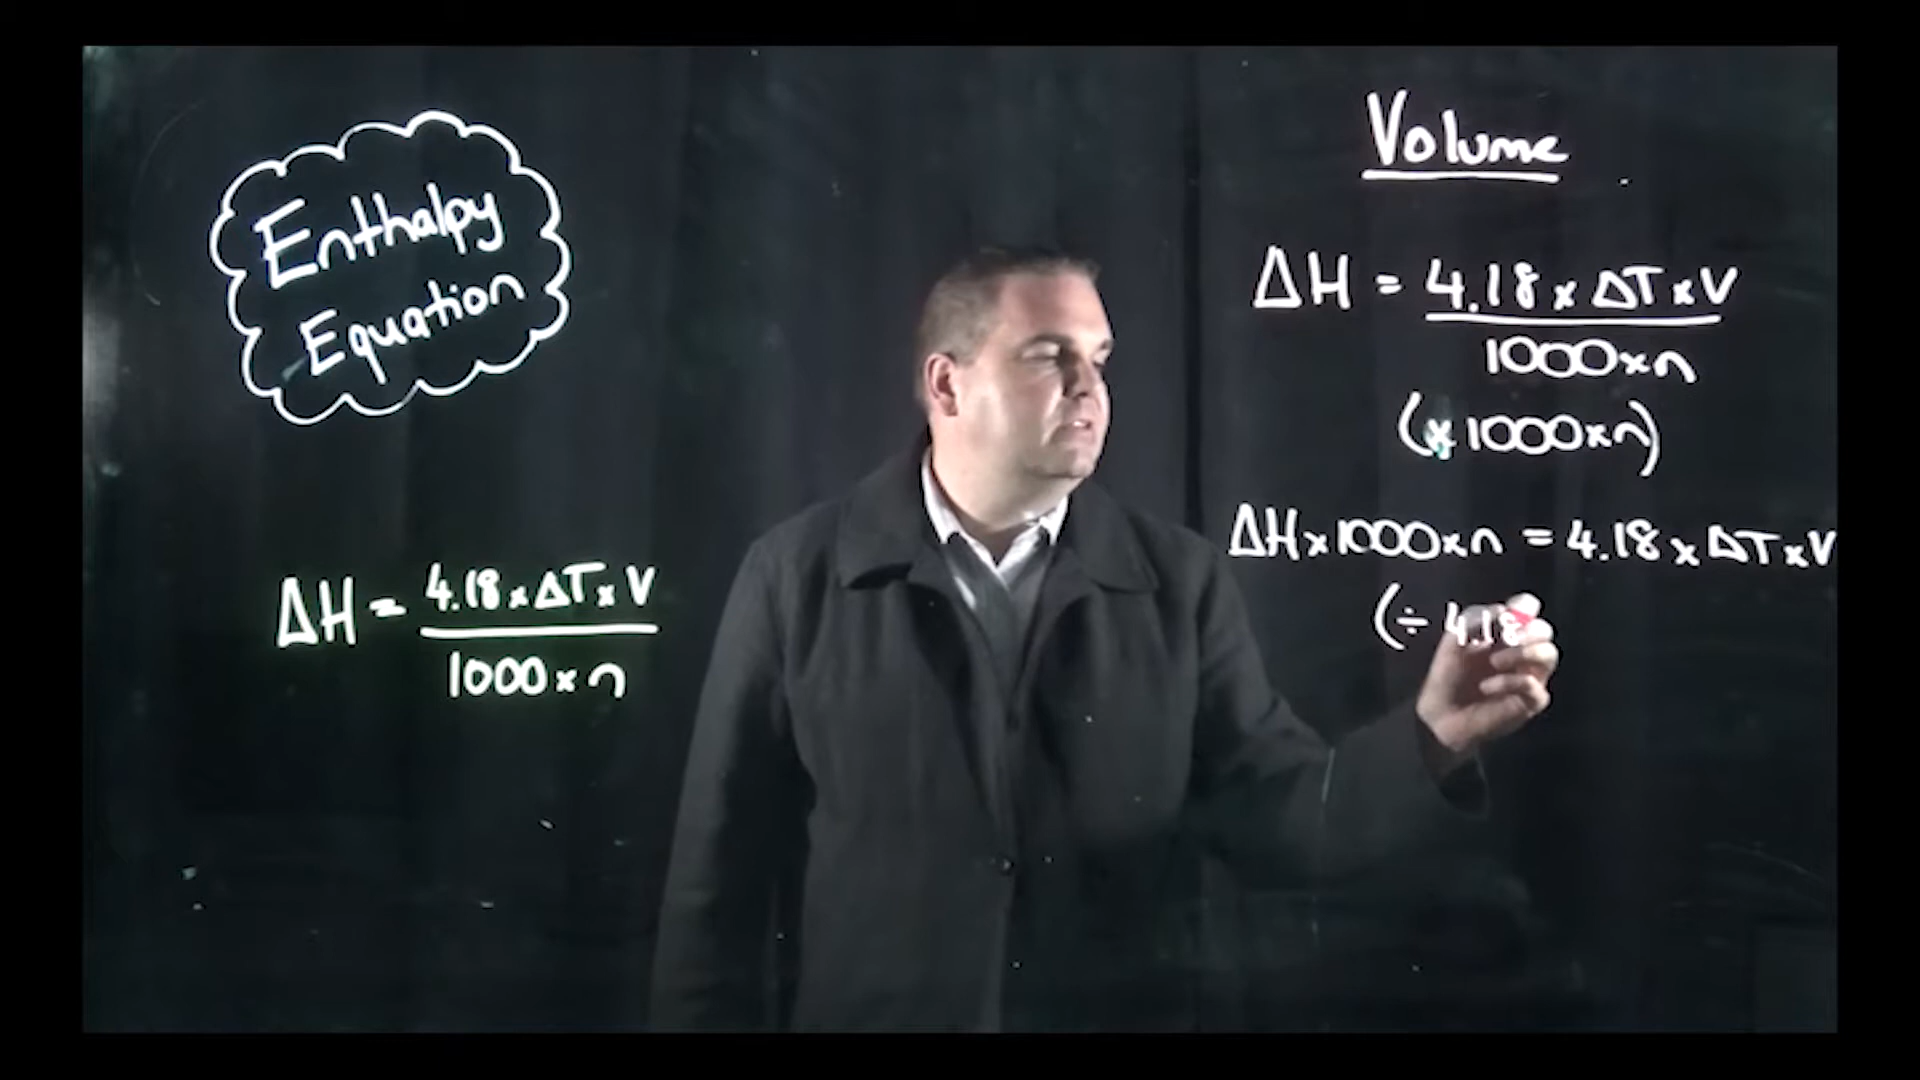 Enthalpy
Equation
ΔH = 4.18 × ΔT × V
1000 × n
Volume
ΔH = 4.18 × ΔT × V
1000 × n
(× 1000 × n)
ΔH × 1000 × n = 4.18 × ΔT × V
(÷ 4.18